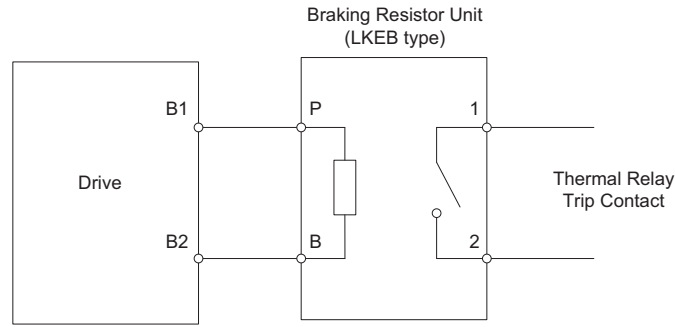 Braking Resistor Unit
(LKEB type)
B1
P
1
Drive
Thermal Relay
Trip Contact
B2
B
2